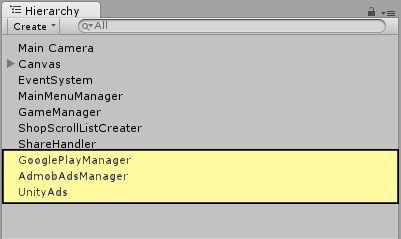 Hierarchy
Create
All
Main Camera
Canvas
EventSystem
MainMenuManager
GameManager
ShopScrollListCreater
ShareHandler
GooglePlayManager
AdmobAdsManager
UnityAds